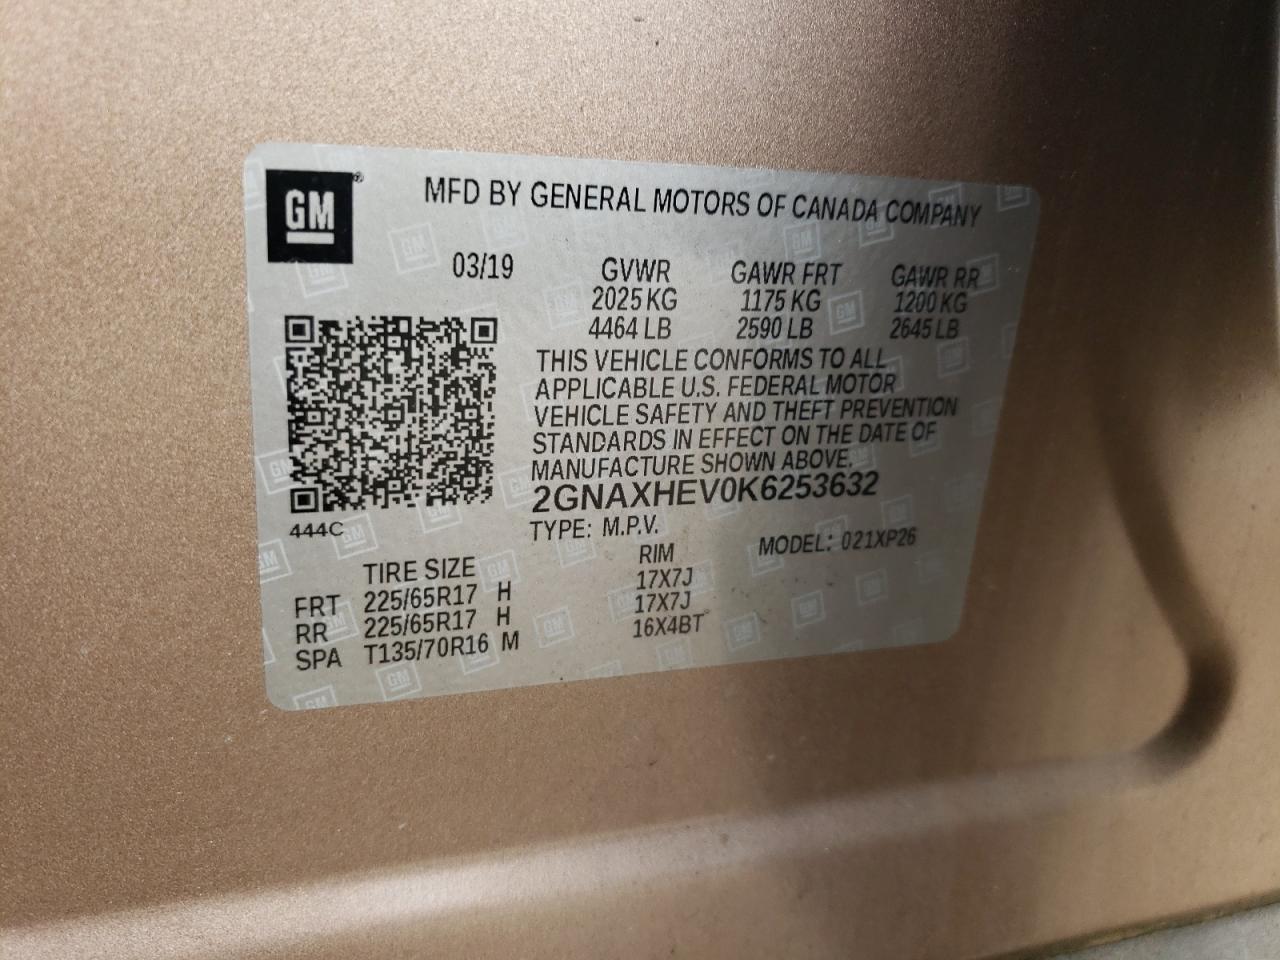 GM
MFD BY GENERAL MOTORS OF CANADA COMPANY
03/19 GVWR GAWR FRT GAWR RR
2025 KG 1175 KG 1200 KG
4464 LB 2590 LB 2645 LB
THIS VEHICLE CONFORMS TO ALL
APPLICABLE U.S. FEDERAL MOTOR
VEHICLE SAFETY AND THEFT PREVENTION
STANDARDS IN EFFECT ON THE DATE OF
MANUFACTURE SHOWN ABOVE.
2GNAXHEV0K6253632
444C
TYPE: M.P.V. MODEL: 021XP26
TIRE SIZE RIM
FRT 225/65R17 H 17X7J
RR 225/65R17 H 17X7J
SPA T135/70R16 M 16X4BT